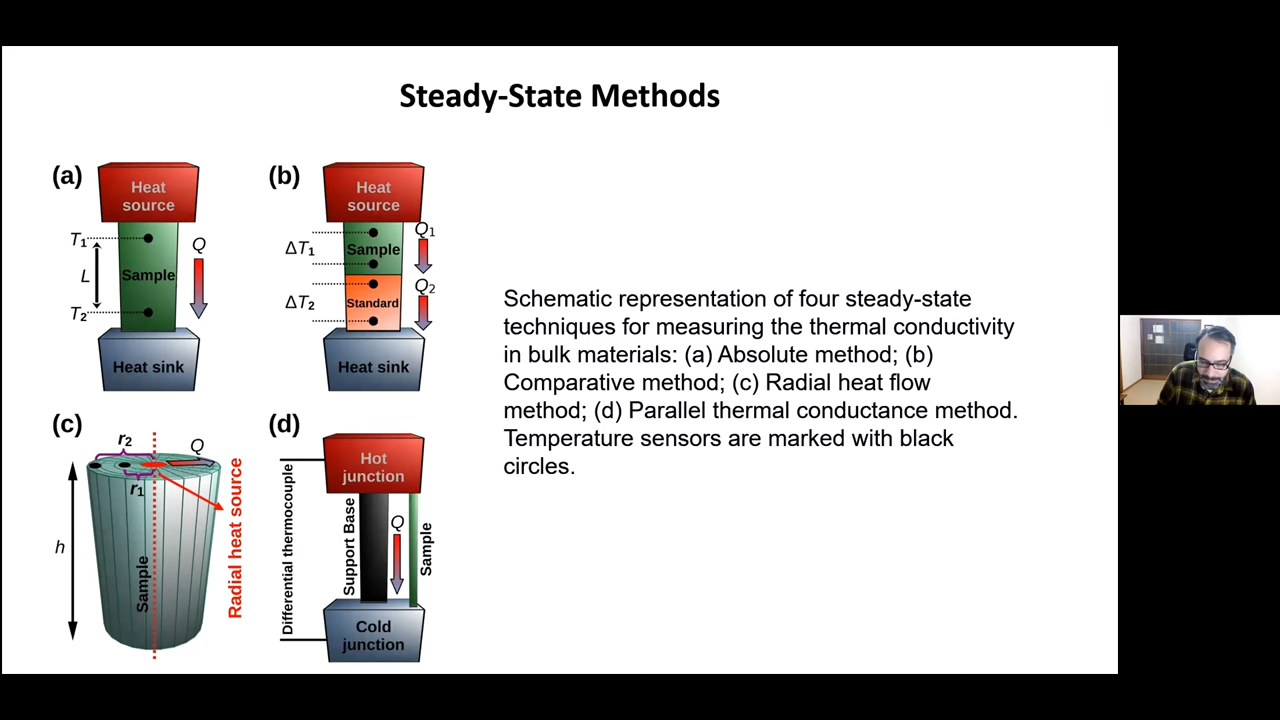 Steady-State Methods
(a)
Heat
source
T1
L
T2
Sample
Q
Heat sink
(b)
Heat
source
ΔT1
Sample
Q1
ΔT2
Standard
Q2
Heat sink
(c)
r2
Q
r1
h
Sample
Radial heat source
(d)
Hot
junction
Differential thermocouple
Support Base
Q
Sample
Cold
junction
Schematic representation of four steady-state
techniques for measuring the thermal conductivity
in bulk materials: (a) Absolute method; (b)
Comparative method; (c) Radial heat flow
method; (d) Parallel thermal conductance method.
Temperature sensors are marked with black
circles.